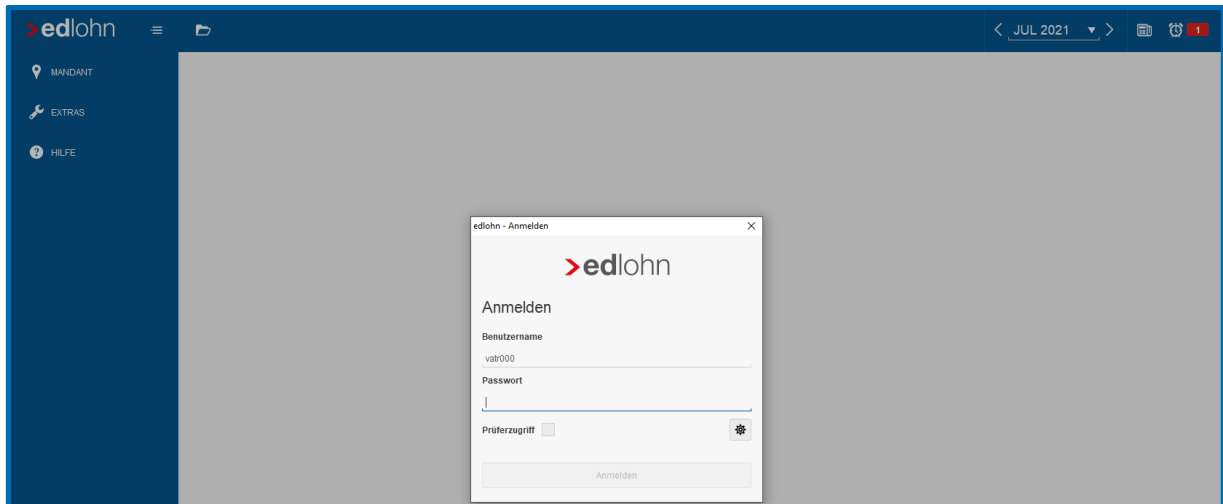 edlohn
JUL 2021
1
MANDANT
EXTRAS
HILFE
edlohn - Anmelden
edlohn
Anmelden
Benutzername
vatr000
Passwort
Prüferzugriff
Anmelden